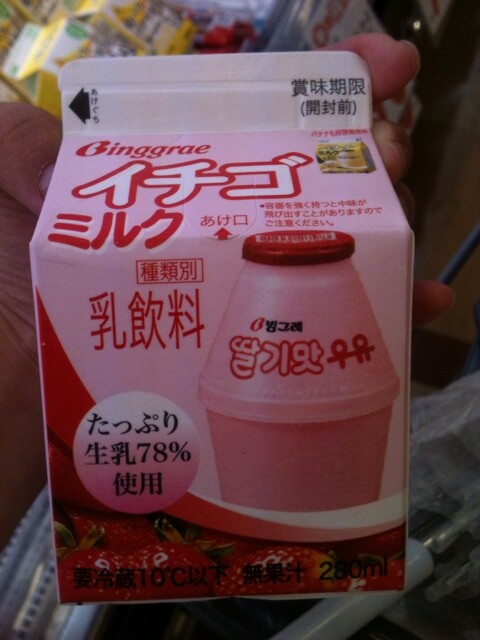 あけぐち
賞味期限
(開封前)
Binggrae
イチゴ
ミルク
あけ口
•容器を強く持つと中味が
飛び出すことがありますので
ご注意ください。
種類別
乳飲料
빙그레
딸기맛 우유
たっぷり
生乳78%
使用
要冷蔵10℃以下 無果汁 280ml